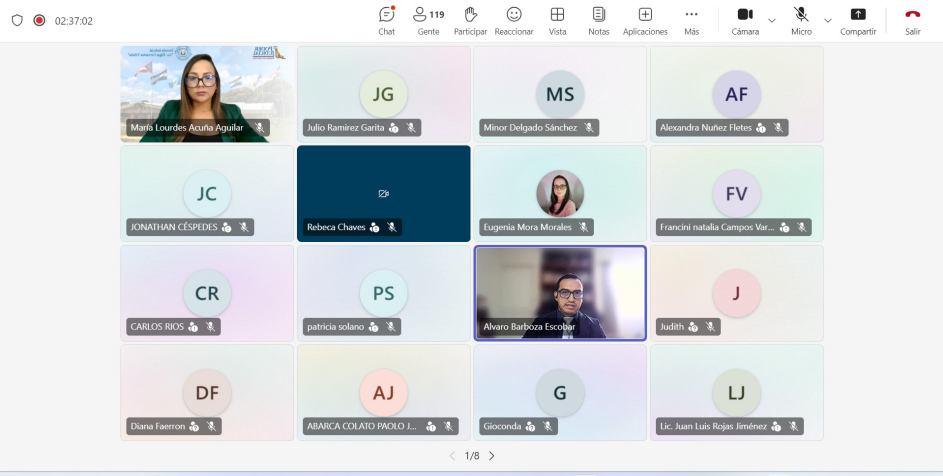 02:37:02
119
Chat
Gente
Participar
Reaccionar
Vista
Notas
Aplicaciones
Más
Cámara
Micro
Compartir
Salir
María Lourdes Acuña Aguilar
JG
Julio Ramirez Garita
MS
Minor Delgado Sánchez
AF
Alexandra Nuñez Fletes
JC
JONATHAN CÉSPEDES
Rebeca Chaves
Eugenia Mora Morales
FV
Francini natalia Campos Var...
CR
CARLOS RIOS
PS
patricia solano
Alvaro Barboza Escobar
J
Judith
DF
Diana Faerron
AJ
ABARCA COLATO PAOLO J...
G
Gioconda
LJ
Lic. Juan Luis Rojas Jiménez
1/8